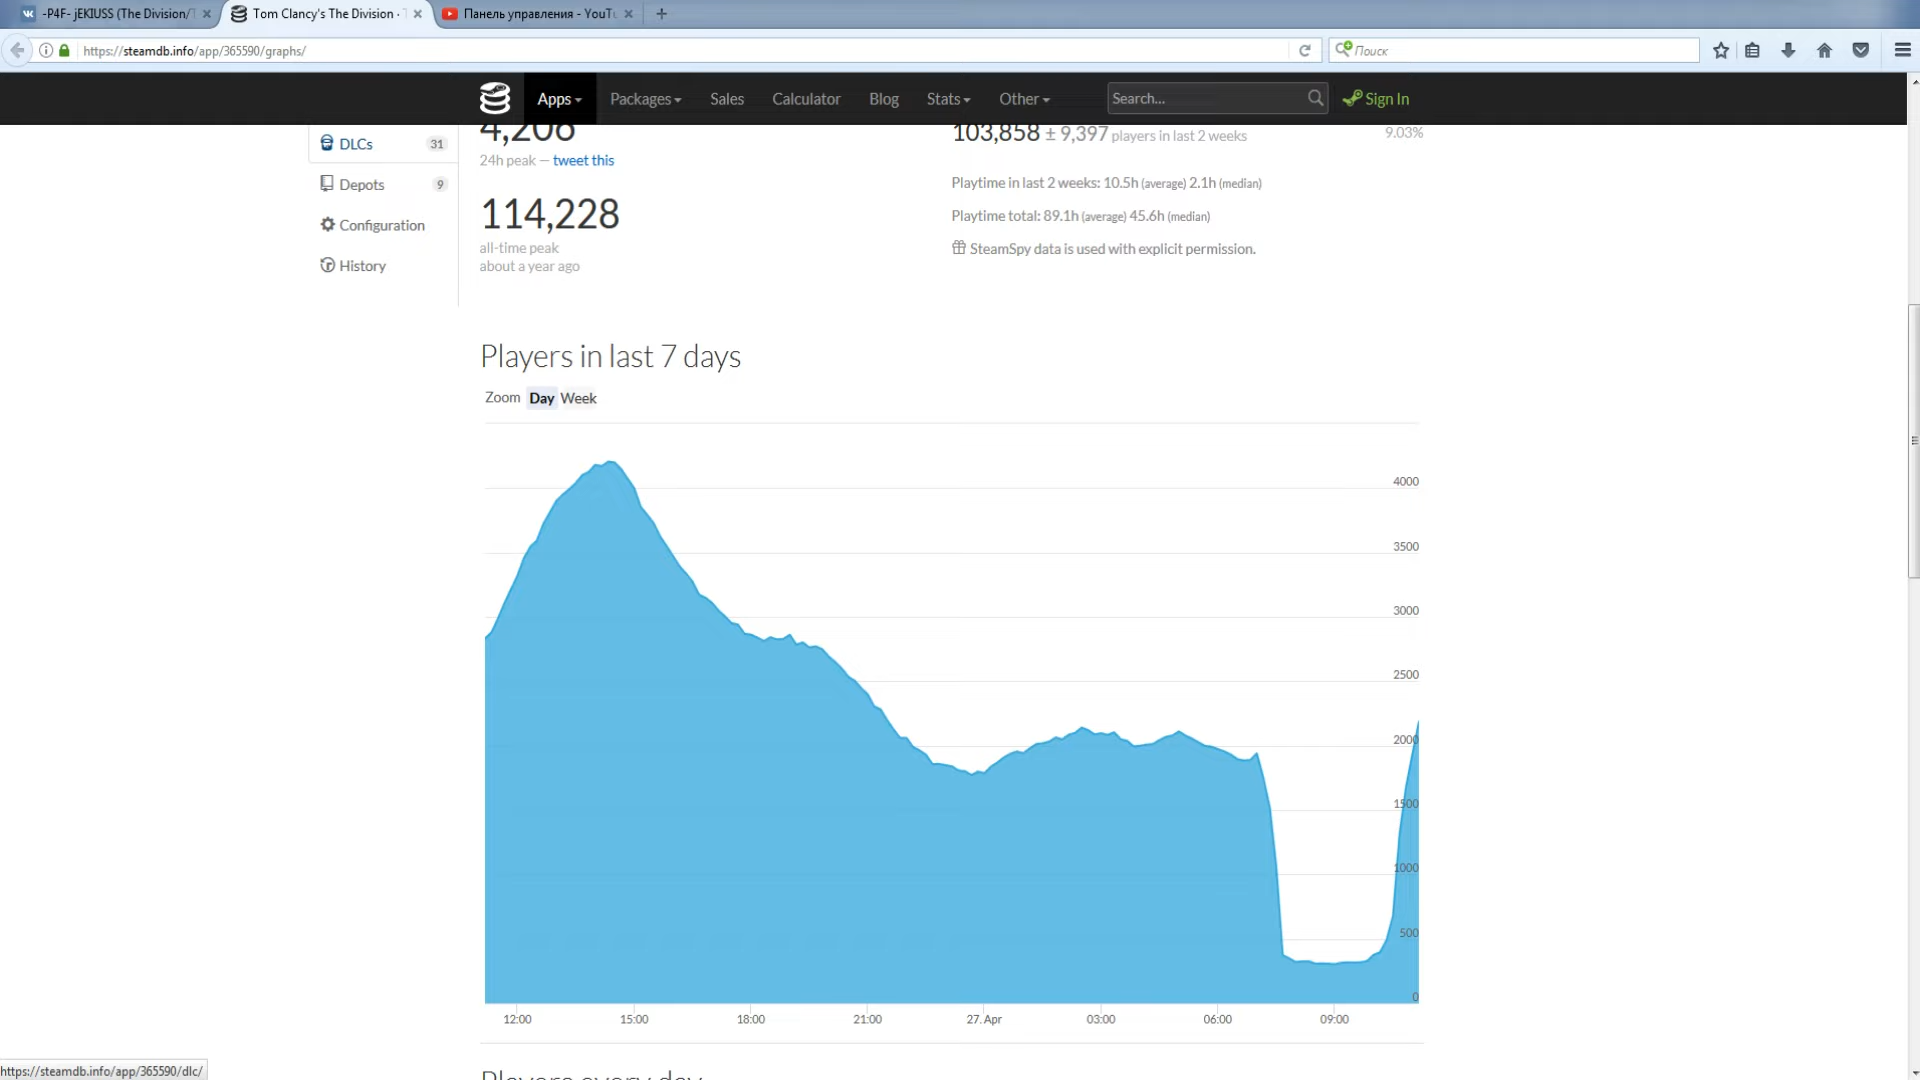 -P4F- jEKIUSS (The Division/
Tom Clancy's The Division ·
Панель управления - YouTu
https://steamdb.info/app/365590/graphs/
Поиск
Apps
Packages
Sales
Calculator
Blog
Stats
Other
Search...
Sign In
DLCs 31
Depots 9
Configuration
History
4,206
24h peak — tweet this
114,228
all-time peak
about a year ago
103,858 ± 9,397 players in last 2 weeks
9.03%
Playtime in last 2 weeks: 10.5h (average) 2.1h (median)
Playtime total: 89.1h (average) 45.6h (median)
SteamSpy data is used with explicit permission.
Players in last 7 days
Zoom Day Week
4000
3500
3000
2500
2000
1500
1000
500
0
12:00 15:00 18:00 21:00 27. Apr 03:00 06:00 09:00
Players every day
https://steamdb.info/app/365590/dlc/